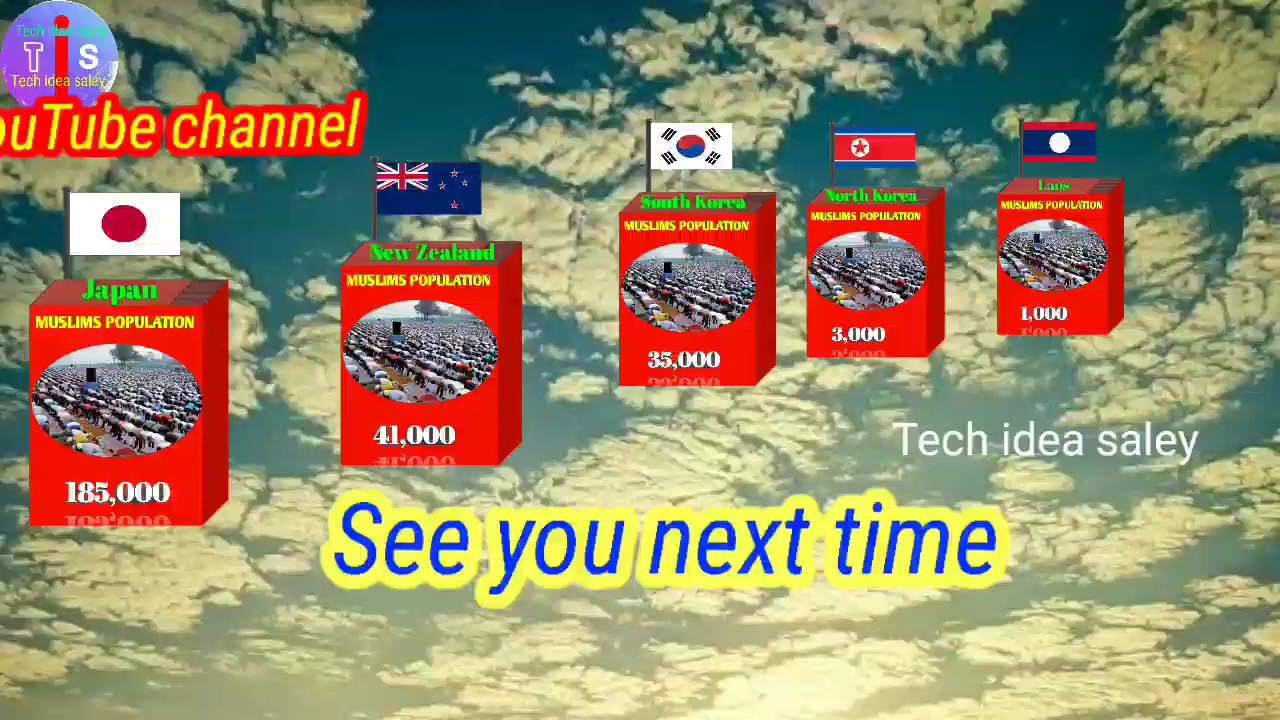 Tech idea saley
T i S
Tech idea saley
ouTube channel
Japan
MUSLIMS POPULATION
185,000
New Zealand
MUSLIMS POPULATION
41,000
South Korea
MUSLIMS POPULATION
35,000
North Korea
MUSLIMS POPULATION
3,000
Laos
MUSLIMS POPULATION
1,000
Tech idea saley
See you next time